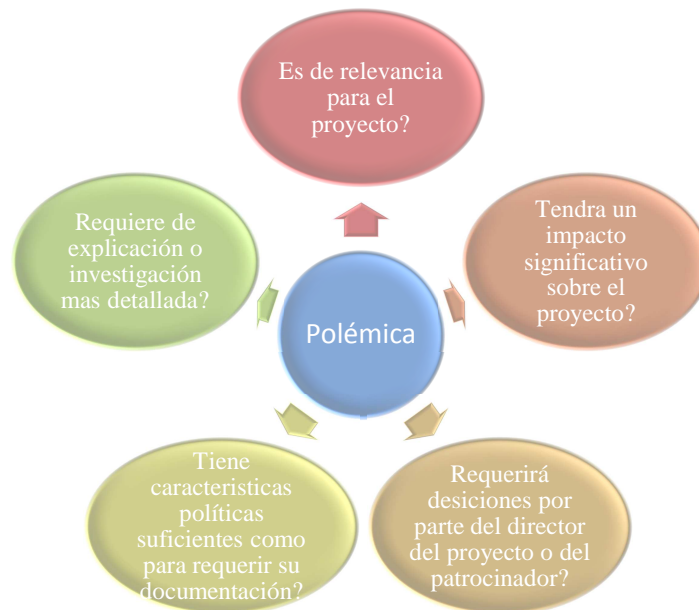 Es de relevancia
para el
proyecto?
Tendra un
impacto
significativo
sobre el
proyecto?
Requerirá
desiciones por
parte del director
del proyecto o del
patrocinador?
Tiene
caracteristicas
políticas
suficientes como
para requerir su
documentación?
Requiere de
explicación o
investigación
mas detallada?
Polémica